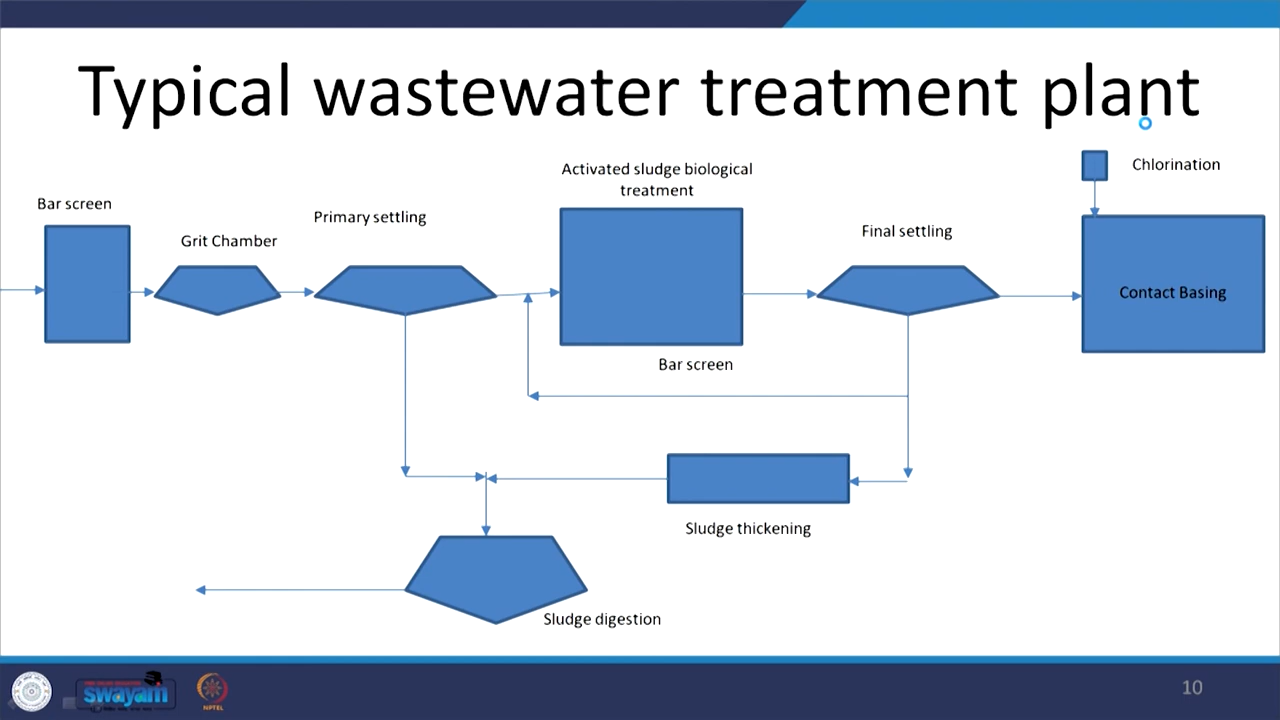 Typical wastewater treatment plant
Activated sludge biological
treatment
Chlorination
Bar screen
Primary settling
Grit Chamber
Final settling
Contact Basing
Bar screen
Sludge thickening
Sludge digestion
swayam
NPTEL
10